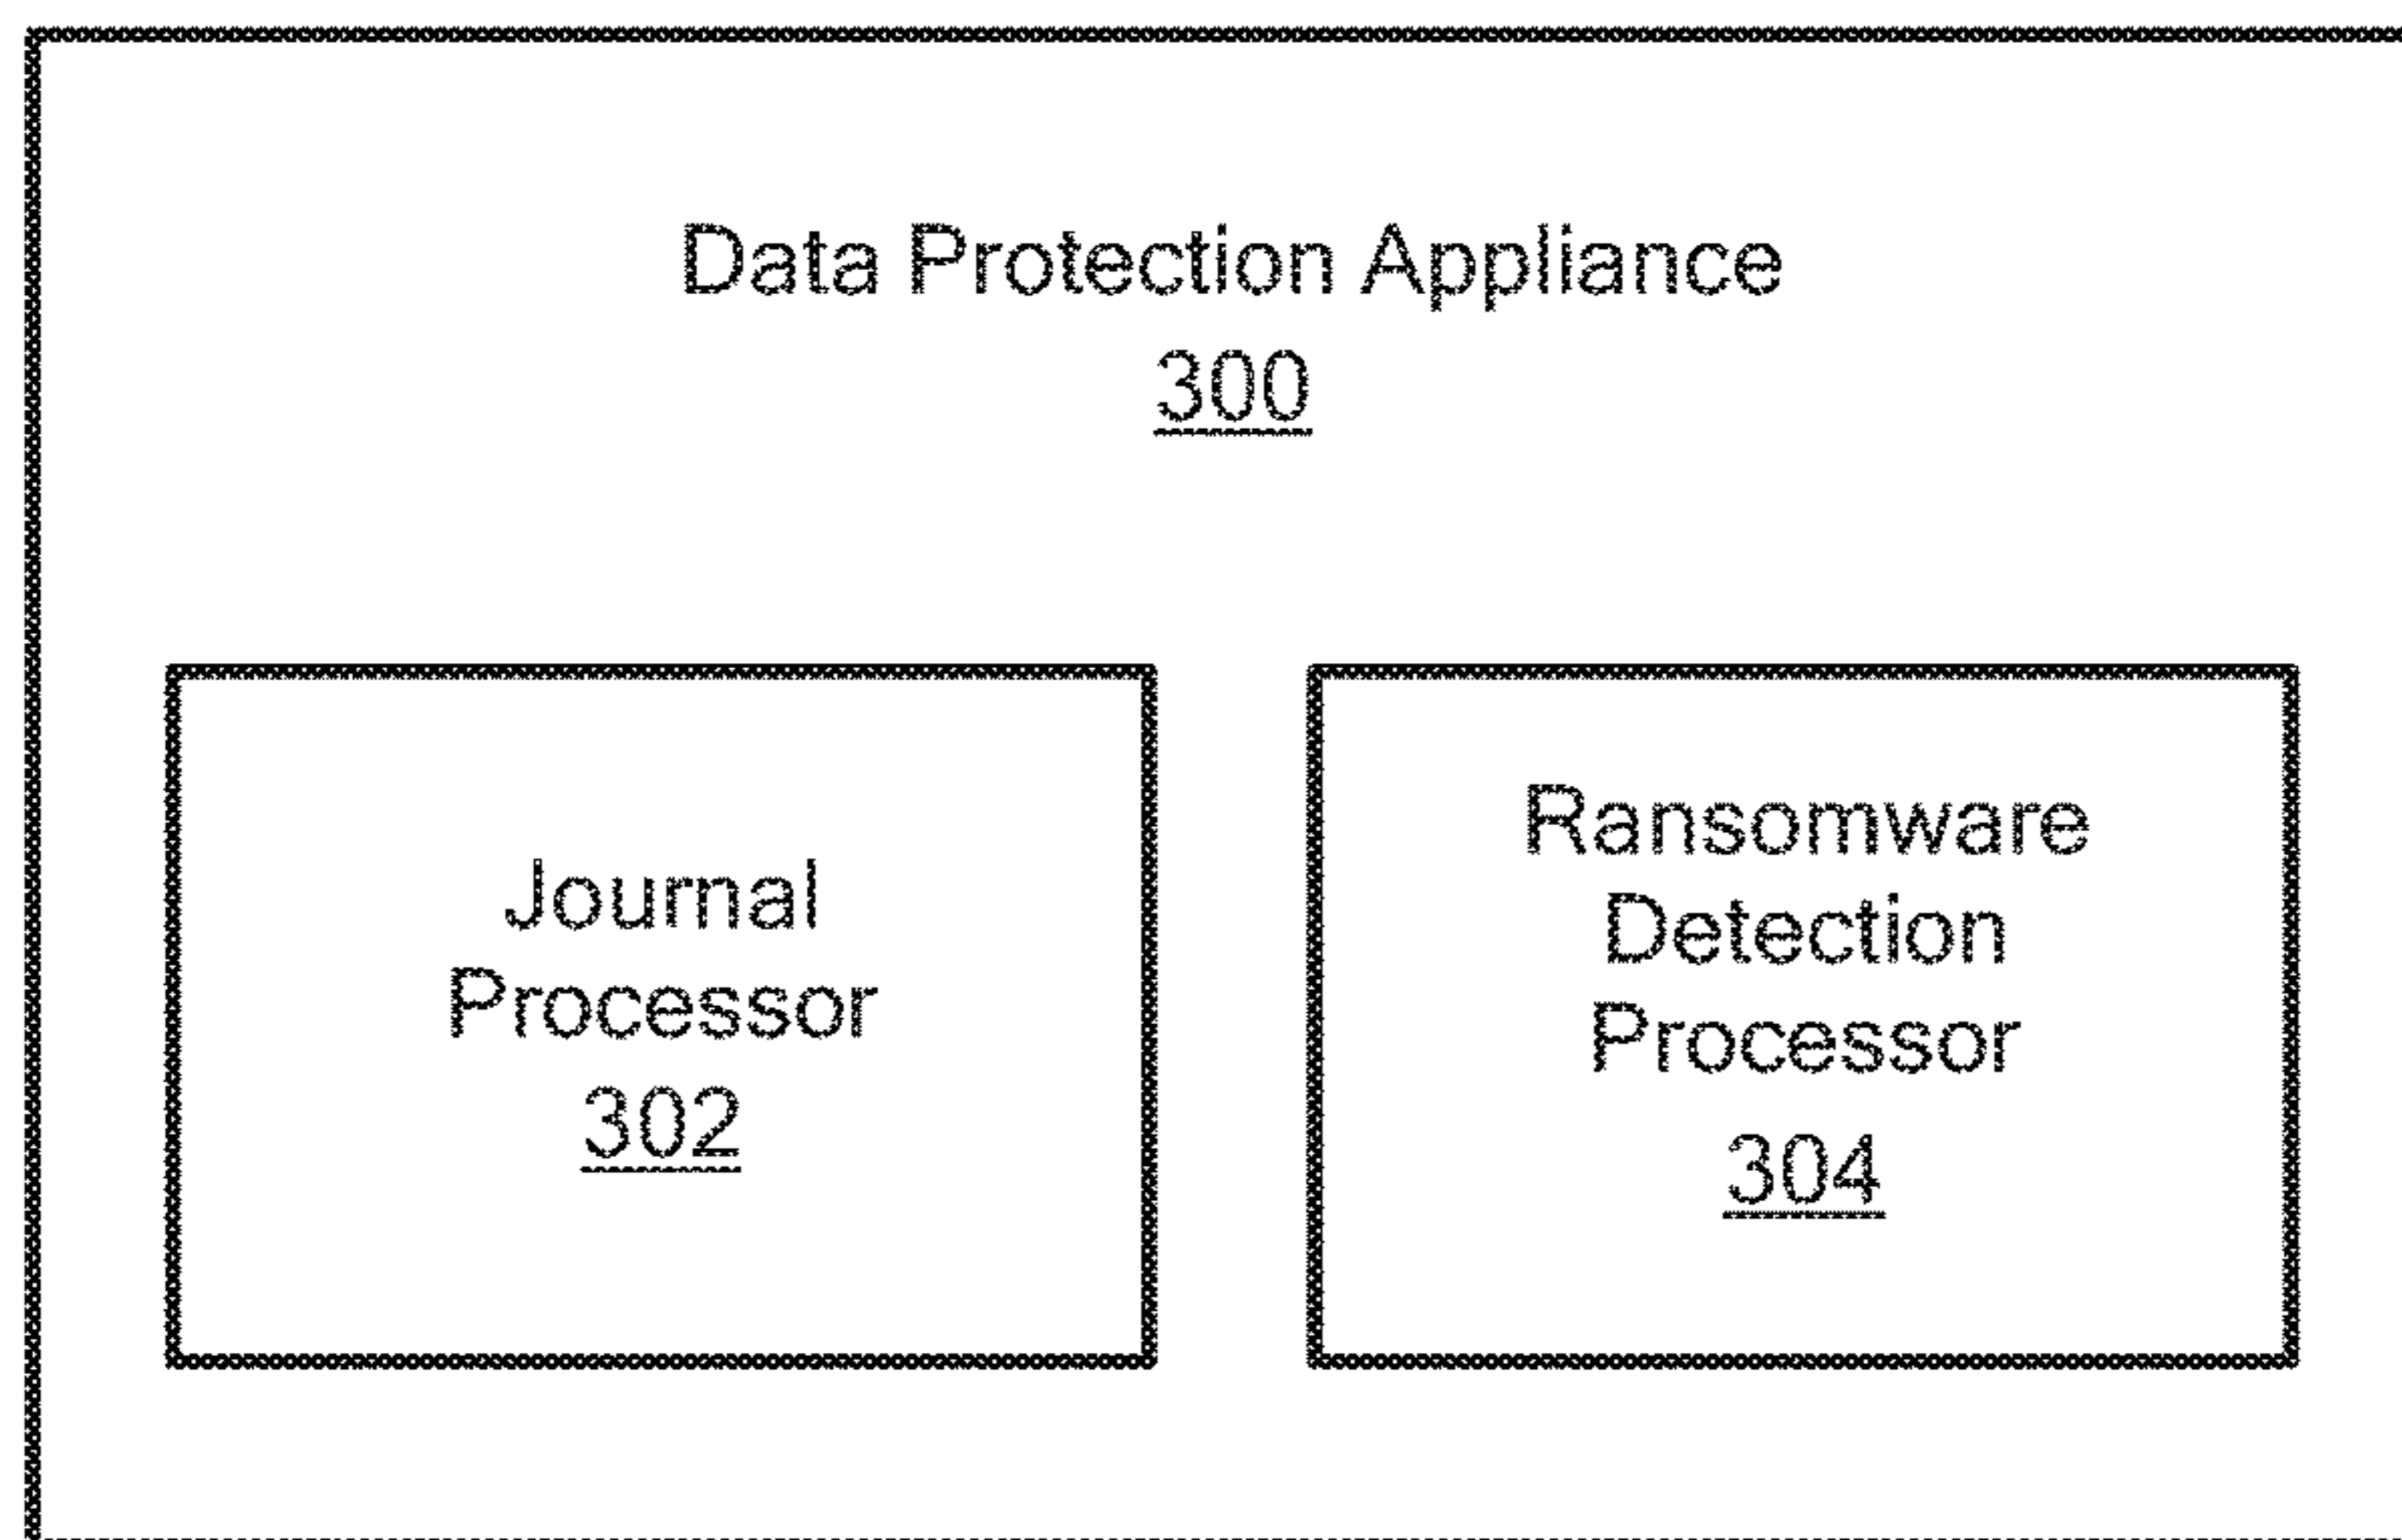 Data Protection Appliance
300
Journal
Processor
302
Ransomware
Detection
Processor
304